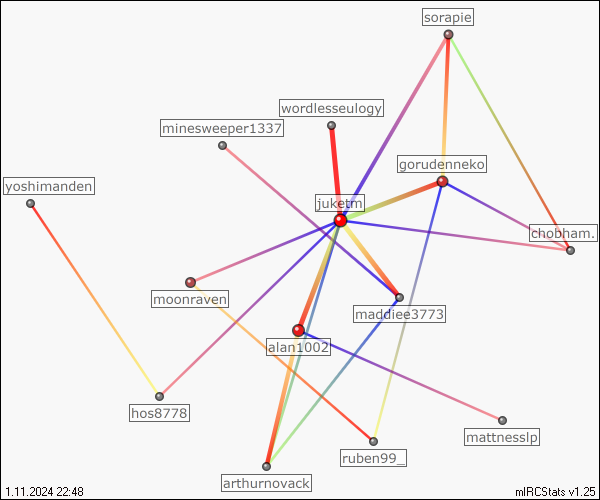 sorapie
wordlesseulogy
minesweeper1337
gorudenneko
yoshimanden
juketm
chobham.
moonraven
maddiee3773
alan1002
hos8778
mattnesslp
ruben99_
arthurnovack
1.11.2024 22:48
mIRCStats v1.25